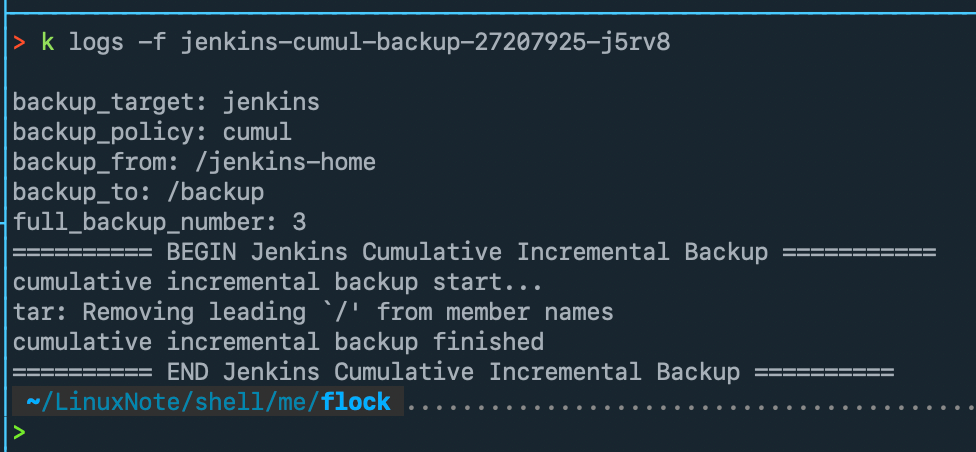 > k logs -f jenkins-cumul-backup-27207925-j5rv8
backup_target: jenkins
backup_policy: cumul
backup_from: /jenkins-home
backup_to: /backup
full_backup_number: 3
========== BEGIN Jenkins Cumulative Incremental Backup ===========
cumulative incremental backup start...
tar: Removing leading `/' from member names
cumulative incremental backup finished
========== END Jenkins Cumulative Incremental Backup ==========
~/LinuxNote/shell/me/flock ........................................
>